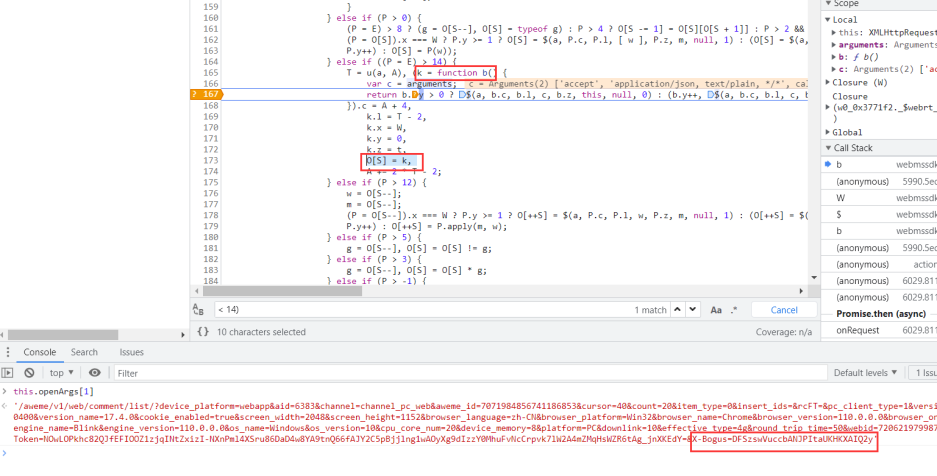 159
}
160
} else if (P > 0) {
161
(P = E) > 8 ? (g = O[S--], O[S] = typeof g) : P > 4 ? O[S -= 1] = O[S][O[S + 1]] : P > 2 &&
162
(P = O[S]).x === W ? P.y >= 1 ? O[S] = $(a, P.c, P.l, [ w ], P.z, m, null, 1) : (O[S] = $(a,
163
P.y++) : O[S] = P(w));
164
} else if ((P = E) > 14) {
165
T = u(a, A), (k = function b() {
166
var c = arguments; c = Arguments(2) ['accept', 'application/json, text/plain, */*', cal
? 167
return b.y > 0 ? $(a, b.c, b.l, c, b.z, this, null, 0) : (b.y++, $(a, b.c, b.l, c, b
168
}).c = A + 4,
169
k.l = T - 2,
170
k.x = W,
171
k.y = 0,
172
k.z = t,
173
O[S] = k,
174
A += 2 * T - 2;
175
} else if (P > 12) {
176
w = O[S--];
177
m = O[S--];
178
(P = O[S--]).x === W ? P.y >= 1 ? O[++S] = $(a, P.c, P.l, w, P.z, m, null, 1) : (O[++S] = $(
179
P.y++) : O[++S] = P.apply(m, w);
180
} else if (P > 5) {
181
g = O[S--], O[S] = O[S] != g;
182
} else if (P > 3) {
183
g = O[S--], O[S] = O[S] * g;
184
} else if (P > -1) {
< 14)
1 match
Aa .*
Cancel
{} 10 characters selected
Coverage: n/a
Scope
Local
this: XMLHttpRequest
arguments: Arguments
b: ƒ b()
c: Arguments(2) ['ac
Closure (W)
Closure
(w0_0x3771f2._$webrt_
)
Global
Call Stack
b webmssdk
(anonymous) 5990.5ec
W webmssdk
$ webmssdk
b webmssdk
(anonymous) 5990.5ec
(anonymous) action
(anonymous) 6029.811
(anonymous) 6029.811
Promise.then (async)
onRequest 6029.811
Console Search Issues
top Filter Default levels 1 Issu
this.openArgs[1]
'/aweme/v1/web/comment/list/?device_platform=webapp&aid=6383&channel=channel_pc_web&aweme_id=7071984856741186853&cursor=40&count=20&item_type=0&insert_ids=&rcFT=&pc_client_type=1&versi
0400&version_name=17.4.0&cookie_enabled=true&screen_width=2048&screen_height=1152&browser_language=zh-CN&browser_platform=Win32&browser_name=Chrome&browser_version=110.0.0.0&browser_on
engine_name=Blink&engine_version=110.0.0.0&os_name=Windows&os_version=10&cpu_core_num=20&device_memory=8&platform=PC&downlink=10&effective_type=4g&round_trip_time=50&webid=720621979987
X-Bogus=DFSzswVuccbANJPItaUKHKXAIQ2y'